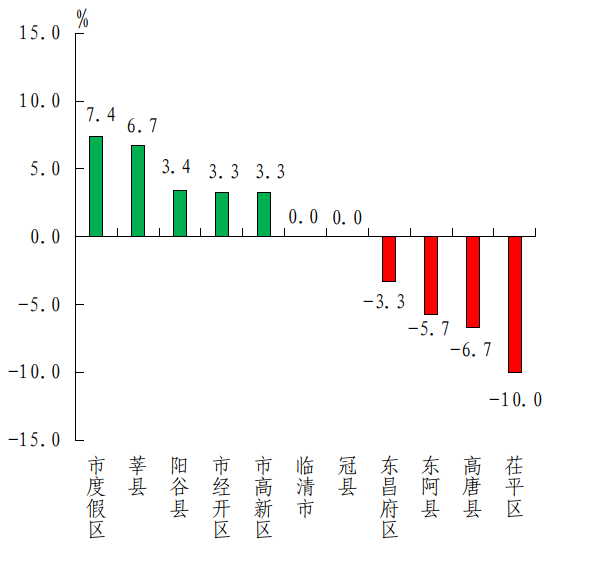 %
15.0
10.0
5.0
0.0
-5.0
-10.0
-15.0
7.4
6.7
3.4
3.3
3.3
0.0
0.0
-3.3
-5.7
-6.7
-10.0
市度假区
莘县
阳谷县
市经开区
市高新区
临清市
冠县
东昌府区
东阿县
高唐县
茌平区